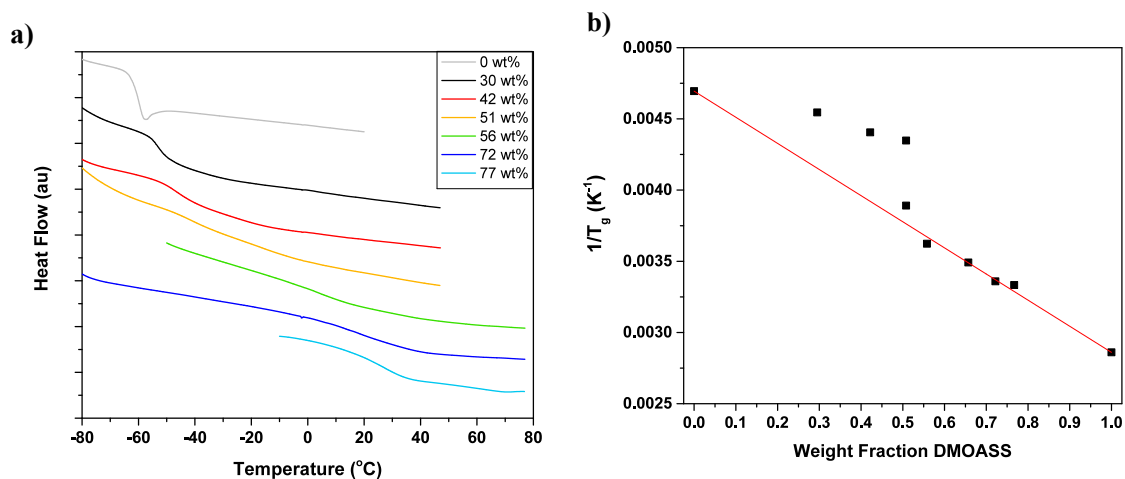 a)
0 wt%
30 wt%
42 wt%
51 wt%
56 wt%
72 wt%
77 wt%
Heat Flow (au)
-80 -60 -40 -20 0 20 40 60 80
Temperature (°C)
b)
0.0050
0.0045
0.0040
0.0035
0.0030
0.0025
1/Tg (K-1)
0.0 0.1 0.2 0.3 0.4 0.5 0.6 0.7 0.8 0.9 1.0
Weight Fraction DMOASS